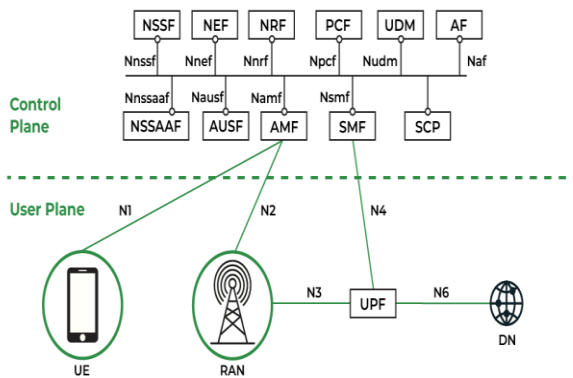 NSSF NEF NRF PCF UDM AF
Nnssf Nnef Nnrf Npcf Nudm Naf
Nnssaaf Nausf Namf Nsmf
Control
Plane
NSSAAF AUSF AMF SMF SCP
User Plane N1 N2 N4
N3 UPF N6
UE RAN DN